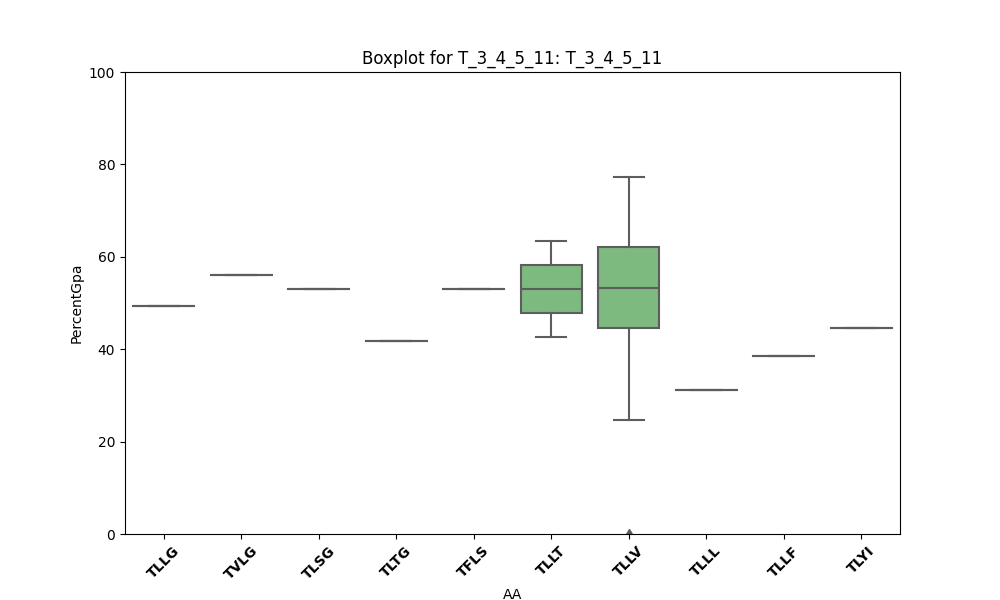 Boxplot for T_3_4_5_11: T_3_4_5_11
100
80
60
40
20
0
PercentGpa
TLLG
TVLG
TLSG
TLTG
TFLS
TLLT
TLLV
TLLL
TLLF
TLYI
AA